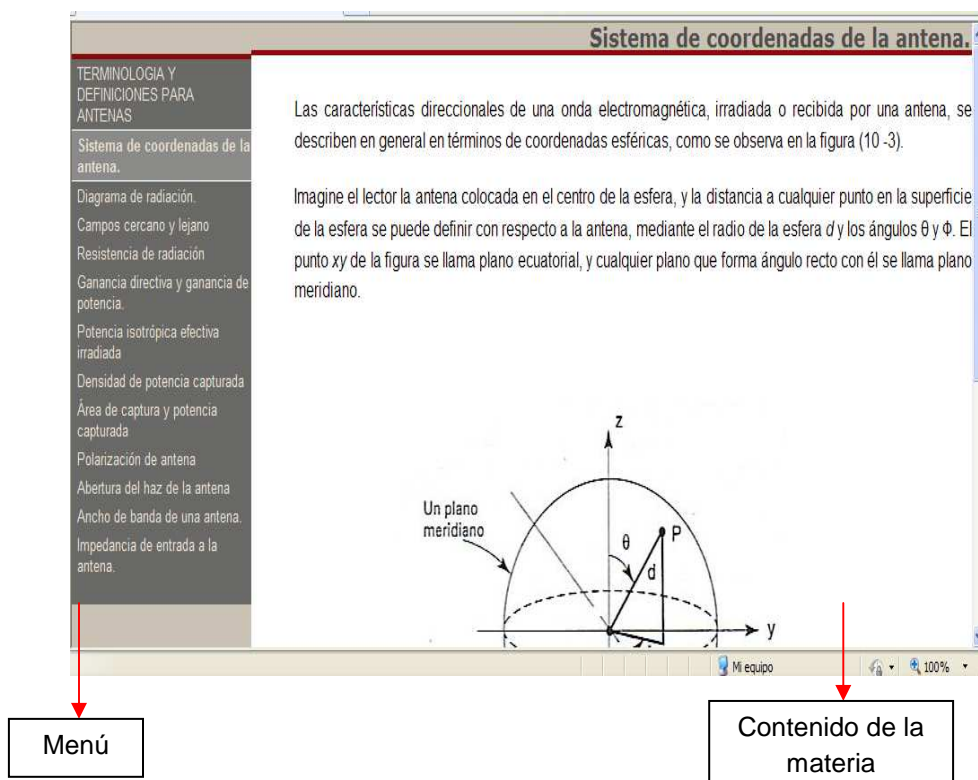 Sistema de coordenadas de la antena.
TERMINOLOGIA Y
DEFINICIONES PARA
ANTENAS
Sistema de coordenadas de la
antena.
Diagrama de radiación.
Campos cercano y lejano
Resistencia de radiación
Ganancia directiva y ganancia de
potencia.
Potencia isotrópica efectiva
irradiada
Densidad de potencia capturada
Área de captura y potencia
capturada
Polarización de antena
Abertura del haz de la antena
Ancho de banda de una antena.
Impedancia de entrada a la
antena.
Las características direccionales de una onda electromagnética, irradiada o recibida por una antena, se
describen en general en términos de coordenadas esféricas, como se observa en la figura (10 -3).
Imagine el lector la antena colocada en el centro de la esfera, y la distancia a cualquier punto en la superficie
de la esfera se puede definir con respecto a la antena, mediante el radio de la esfera d y los ángulos θ y Φ. El
punto xy de la figura se llama plano ecuatorial, y cualquier plano que forma ángulo recto con él se llama plano
meridiano.
z
Un plano
meridiano
θ
P
d
y
Mi equipo
100%
Menú
Contenido de la
materia